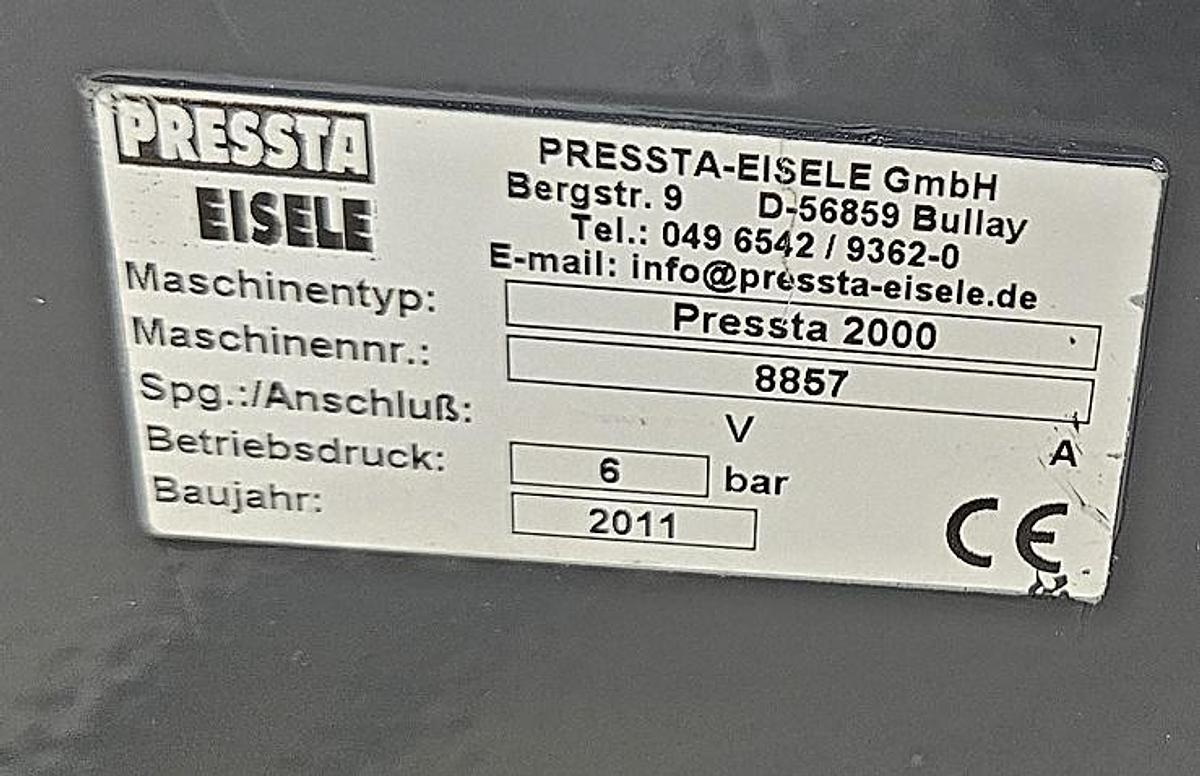 PRESSTA
EISELE
PRESSTA-EISELE GmbH
Bergstr. 9 D-56859 Bullay
Tel.: 049 6542 / 9362-0
E-mail: info@pressta-eisele.de
Maschinentyp: Pressta 2000
Maschinennr.: 8857
Spg.:/Anschluß: V A
Betriebsdruck: 6 bar
Baujahr: 2011
CE